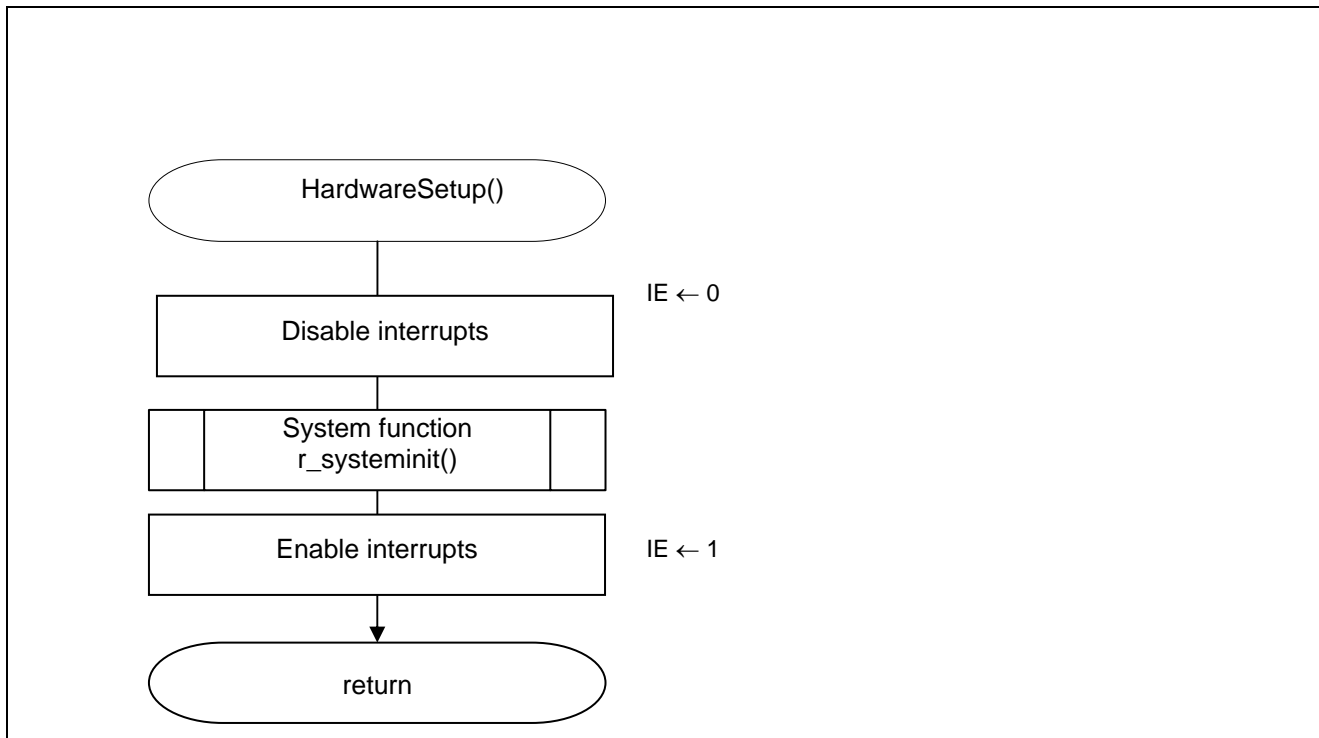 HardwareSetup()
IE ← 0
Disable interrupts
System function
r_systeminit()
Enable interrupts
IE ← 1
return